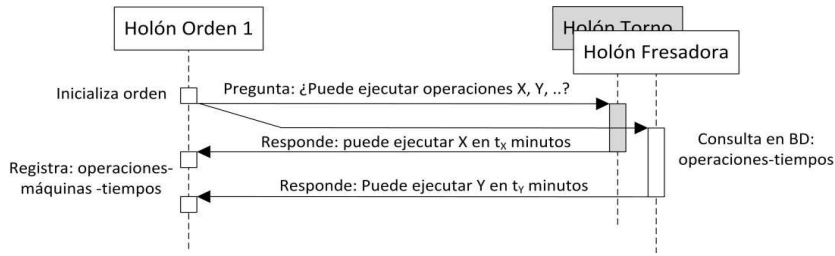 Holón Orden 1
Holón Torno
Holón Fresadora
Inicializa orden
Pregunta: ¿Puede ejecutar operaciones X, Y, ..?
Responde: puede ejecutar X en tₓ minutos
Consulta en BD:
operaciones-tiempos
Registra: operaciones-
máquinas -tiempos
Responde: Puede ejecutar Y en tY minutos